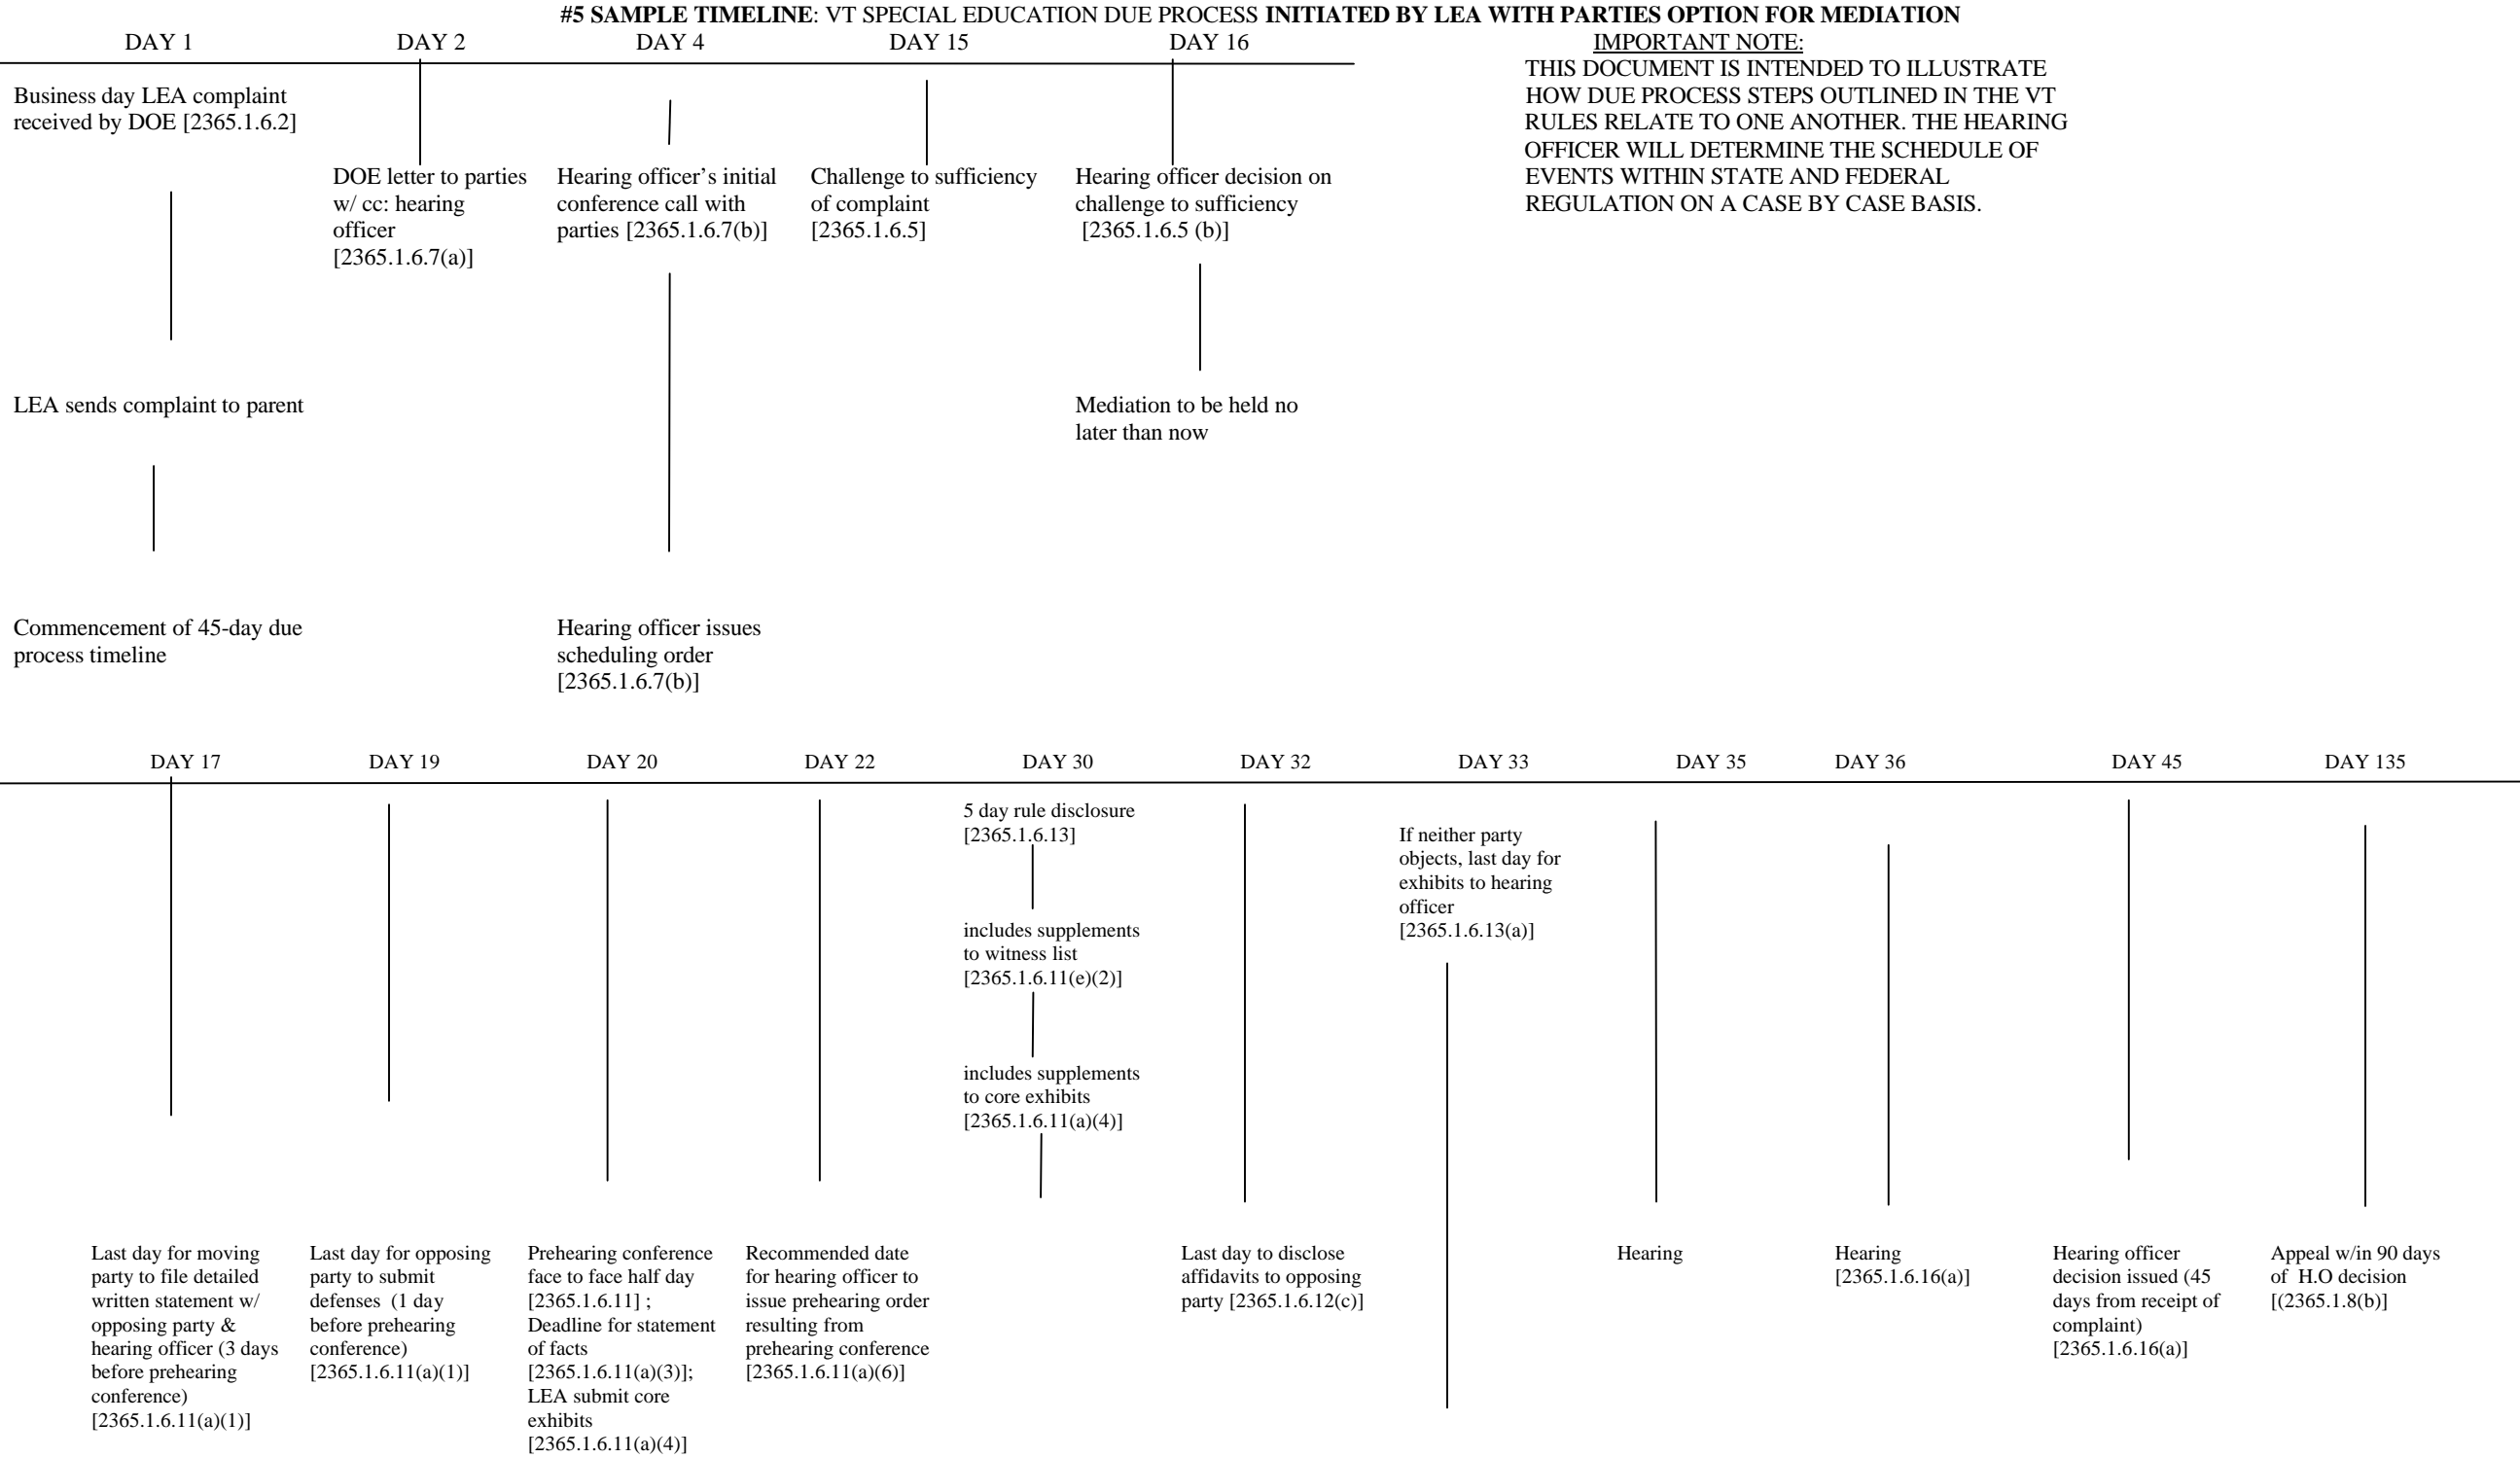 #5 SAMPLE TIMELINE: VT SPECIAL EDUCATION DUE PROCESS INITIATED BY LEA WITH PARTIES OPTION FOR MEDIATION
DAY 1
DAY 2
DAY 4
DAY 15
DAY 16
IMPORTANT NOTE:
THIS DOCUMENT IS INTENDED TO ILLUSTRATE
HOW DUE PROCESS STEPS OUTLINED IN THE VT
RULES RELATE TO ONE ANOTHER. THE HEARING
OFFICER WILL DETERMINE THE SCHEDULE OF
EVENTS WITHIN STATE AND FEDERAL
REGULATION ON A CASE BY CASE BASIS.
Business day LEA complaint
received by DOE [2365.1.6.2]
LEA sends complaint to parent
Commencement of 45-day due
process timeline
DOE letter to parties
w/ cc: hearing
officer
[2365.1.6.7(a)]
Hearing officer’s initial
conference call with
parties [2365.1.6.7(b)]
Hearing officer issues
scheduling order
[2365.1.6.7(b)]
Challenge to sufficiency
of complaint
[2365.1.6.5]
Hearing officer decision on
challenge to sufficiency
[2365.1.6.5 (b)]
Mediation to be held no
later than now
DAY 17
DAY 19
DAY 20
DAY 22
DAY 30
DAY 32
DAY 33
DAY 35
DAY 36
DAY 45
DAY 135
Last day for moving
party to file detailed
written statement w/
opposing party &
hearing officer (3 days
before prehearing
conference)
[2365.1.6.11(a)(1)]
Last day for opposing
party to submit
defenses (1 day
before prehearing
conference)
[2365.1.6.11(a)(1)]
Prehearing conference
face to face half day
[2365.1.6.11] ;
Deadline for statement
of facts
[2365.1.6.11(a)(3)];
LEA submit core
exhibits
[2365.1.6.11(a)(4)]
Recommended date
for hearing officer to
issue prehearing order
resulting from
prehearing conference
[2365.1.6.11(a)(6)]
5 day rule disclosure
[2365.1.6.13]
includes supplements
to witness list
[2365.1.6.11(e)(2)]
includes supplements
to core exhibits
[2365.1.6.11(a)(4)]
Last day to disclose
affidavits to opposing
party [2365.1.6.12(c)]
If neither party
objects, last day for
exhibits to hearing
officer
[2365.1.6.13(a)]
Hearing
Hearing
[2365.1.6.16(a)]
Hearing officer
decision issued (45
days from receipt of
complaint)
[2365.1.6.16(a)]
Appeal w/in 90 days
of H.O decision
[(2365.1.8(b)]